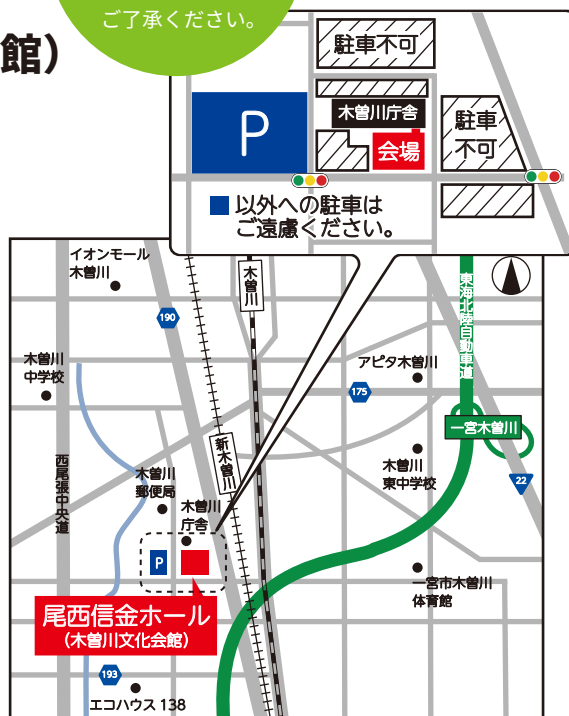 ご了承ください。
館）
駐車不可
木曽川庁舎
P
会場
駐車
不可
以外への駐車は
ご遠慮ください。
イオンモール
木曽川
木曽川
東海北陸自動車道
190
木曽川
中学校
アピタ木曽川
175
一宮木曽川
新木曽川
西尾張中央道
木曽川
郵便局
木曽川
東中学校
22
木曽川
庁舎
P
一宮市木曽川
体育館
尾西信金ホール
（木曽川文化会館）
193
エコハウス 138